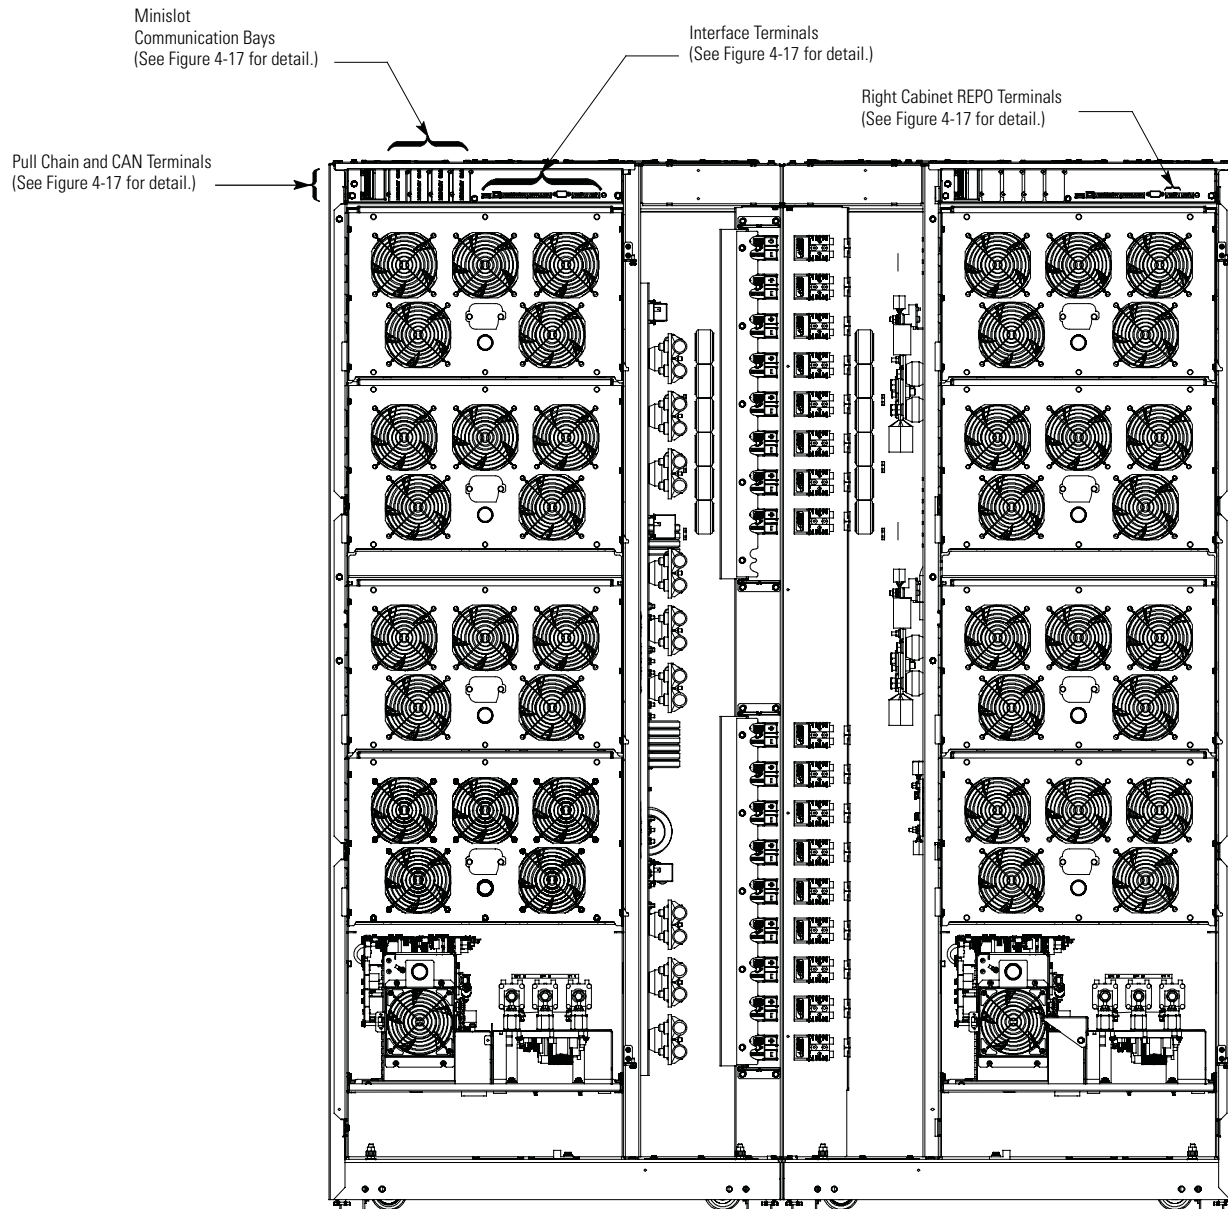 Minislot
Communication Bays
(See Figure 4-17 for detail.)
Interface Terminals
(See Figure 4-17 for detail.)
Right Cabinet REPO Terminals
(See Figure 4-17 for detail.)
Pull Chain and CAN Terminals
(See Figure 4-17 for detail.)